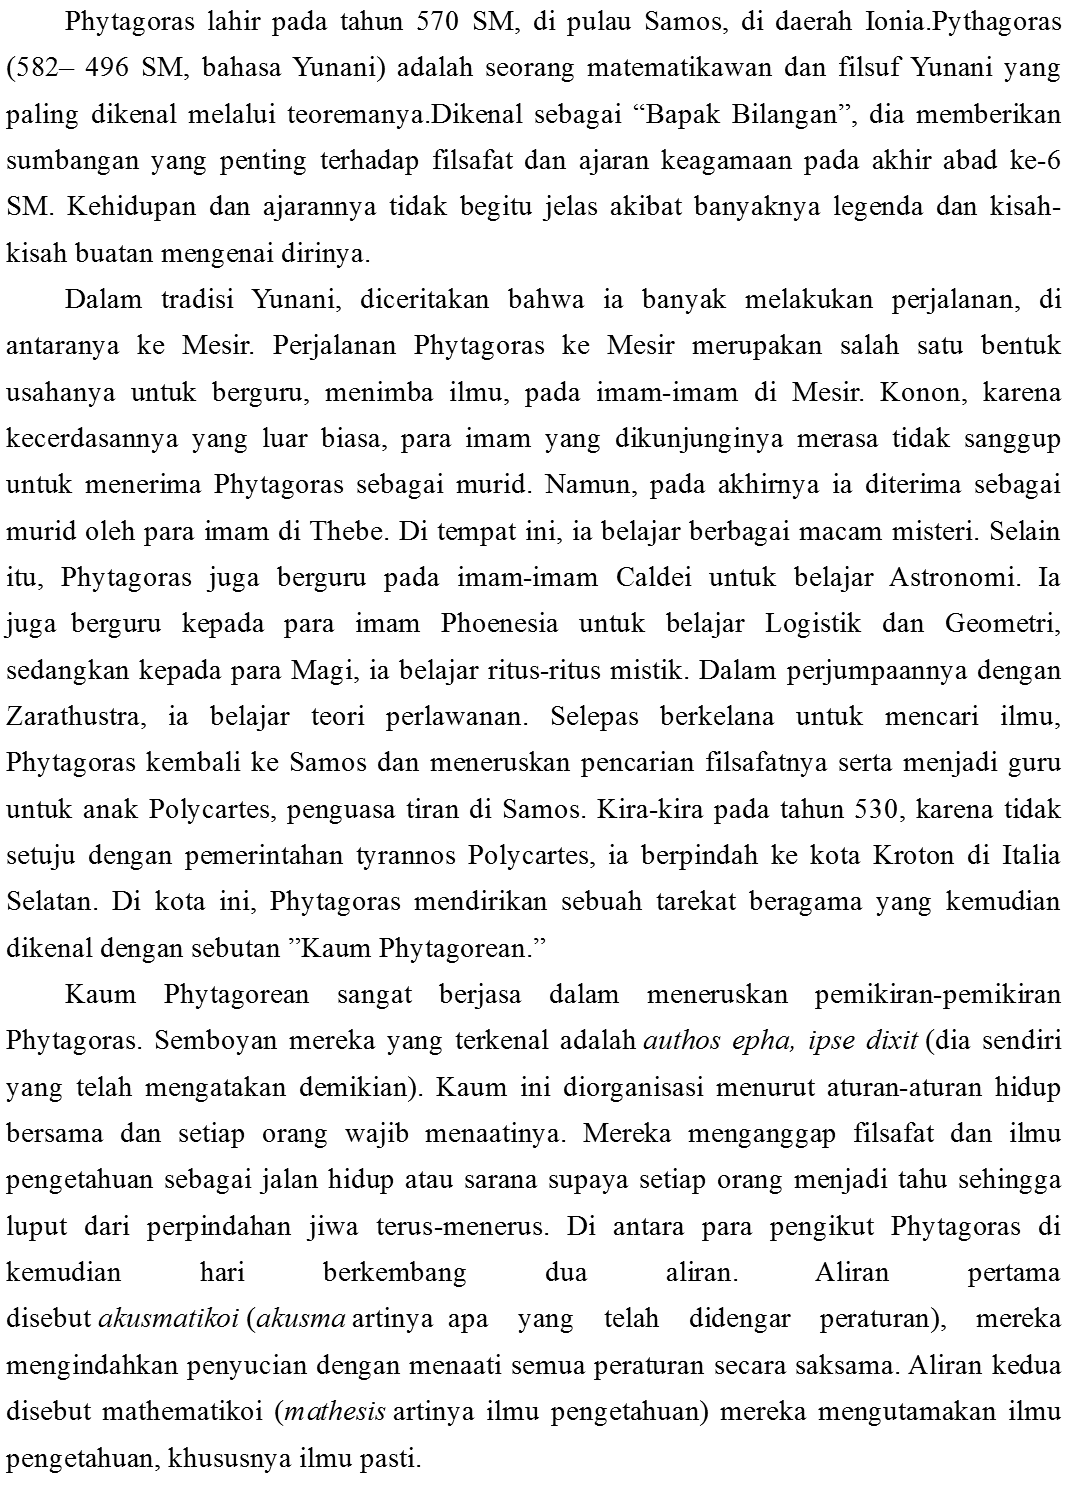 Phytagoras lahir pada tahun 570 SM, di pulau Samos, di daerah Ionia.Pythagoras
(582– 496 SM, bahasa Yunani) adalah seorang matematikawan dan filsuf Yunani yang
paling dikenal melalui teoremanya.Dikenal sebagai “Bapak Bilangan”, dia memberikan
sumbangan yang penting terhadap filsafat dan ajaran keagamaan pada akhir abad ke-6
SM. Kehidupan dan ajarannya tidak begitu jelas akibat banyaknya legenda dan kisah-
kisah buatan mengenai dirinya.
Dalam tradisi Yunani, diceritakan bahwa ia banyak melakukan perjalanan, di
antaranya ke Mesir. Perjalanan Phytagoras ke Mesir merupakan salah satu bentuk
usahanya untuk berguru, menimba ilmu, pada imam-imam di Mesir. Konon, karena
kecerdasannya yang luar biasa, para imam yang dikunjunginya merasa tidak sanggup
untuk menerima Phytagoras sebagai murid. Namun, pada akhirnya ia diterima sebagai
murid oleh para imam di Thebe. Di tempat ini, ia belajar berbagai macam misteri. Selain
itu, Phytagoras juga berguru pada imam-imam Caldei untuk belajar Astronomi. Ia
juga berguru kepada para imam Phoenesia untuk belajar Logistik dan Geometri,
sedangkan kepada para Magi, ia belajar ritus-ritus mistik. Dalam perjumpaannya dengan
Zarathustra, ia belajar teori perlawanan. Selepas berkelana untuk mencari ilmu,
Phytagoras kembali ke Samos dan meneruskan pencarian filsafatnya serta menjadi guru
untuk anak Polycartes, penguasa tiran di Samos. Kira-kira pada tahun 530, karena tidak
setuju dengan pemerintahan tyrannos Polycartes, ia berpindah ke kota Kroton di Italia
Selatan. Di kota ini, Phytagoras mendirikan sebuah tarekat beragama yang kemudian
dikenal dengan sebutan ”Kaum Phytagorean.”
Kaum Phytagorean sangat berjasa dalam meneruskan pemikiran-pemikiran
Phytagoras. Semboyan mereka yang terkenal adalah authos epha, ipse dixit (dia sendiri
yang telah mengatakan demikian). Kaum ini diorganisasi menurut aturan-aturan hidup
bersama dan setiap orang wajib menaatinya. Mereka menganggap filsafat dan ilmu
pengetahuan sebagai jalan hidup atau sarana supaya setiap orang menjadi tahu sehingga
luput dari perpindahan jiwa terus-menerus. Di antara para pengikut Phytagoras di
kemudian hari berkembang dua aliran. Aliran pertama
disebut akusmatikoi (akusma artinya apa yang telah didengar peraturan), mereka
mengindahkan penyucian dengan menaati semua peraturan secara saksama. Aliran kedua
disebut mathematikoi (mathesis artinya ilmu pengetahuan) mereka mengutamakan ilmu
pengetahuan, khususnya ilmu pasti.